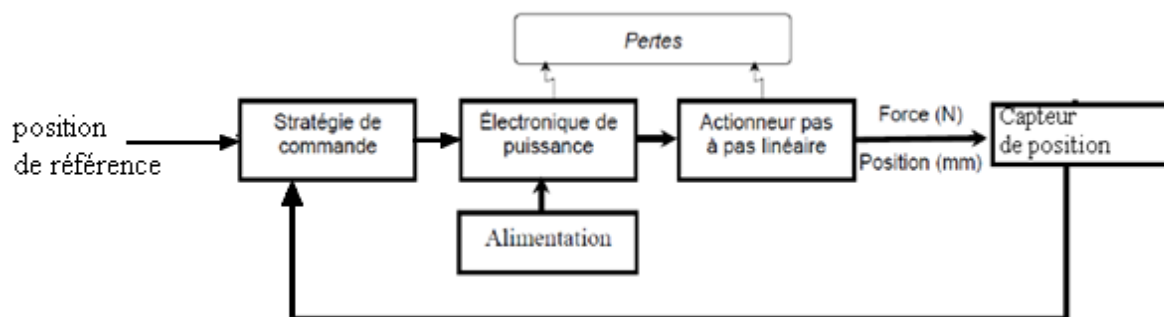 Pertes
position
de référence
Stratégie de
commande
Électronique de
puissance
Actionneur pas
à pas linéaire
Force (N)
Position (mm)
Capteur
de position
Alimentation